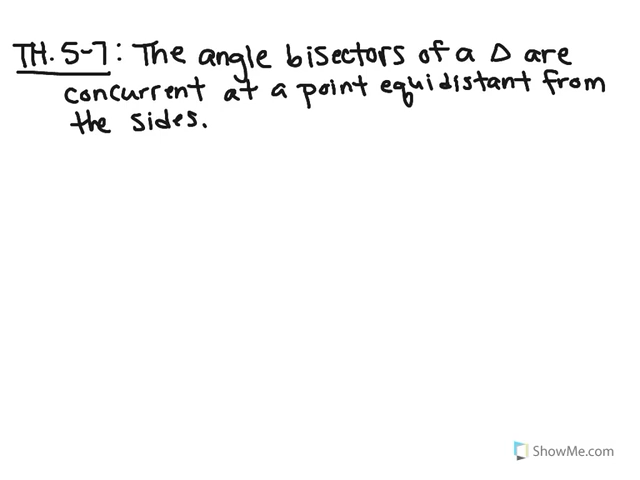 TH. 5-7: The angle bisectors of a Δ are
concurrent at a point equidistant from
the sides.
ShowMe.com